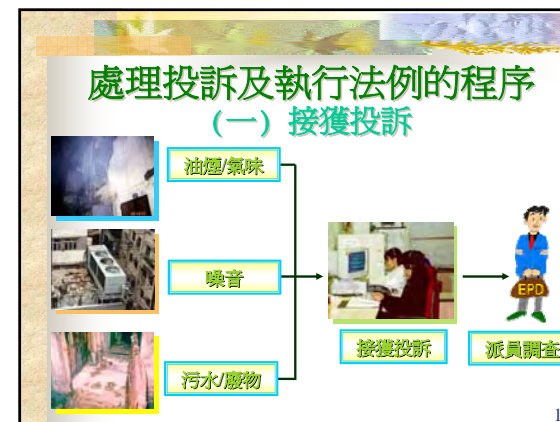 處理投訴及執行法例的程序
(一) 接獲投訴
油煙/氣味
噪音
污水/廢物
接獲投訴
EPD
派員調查
1